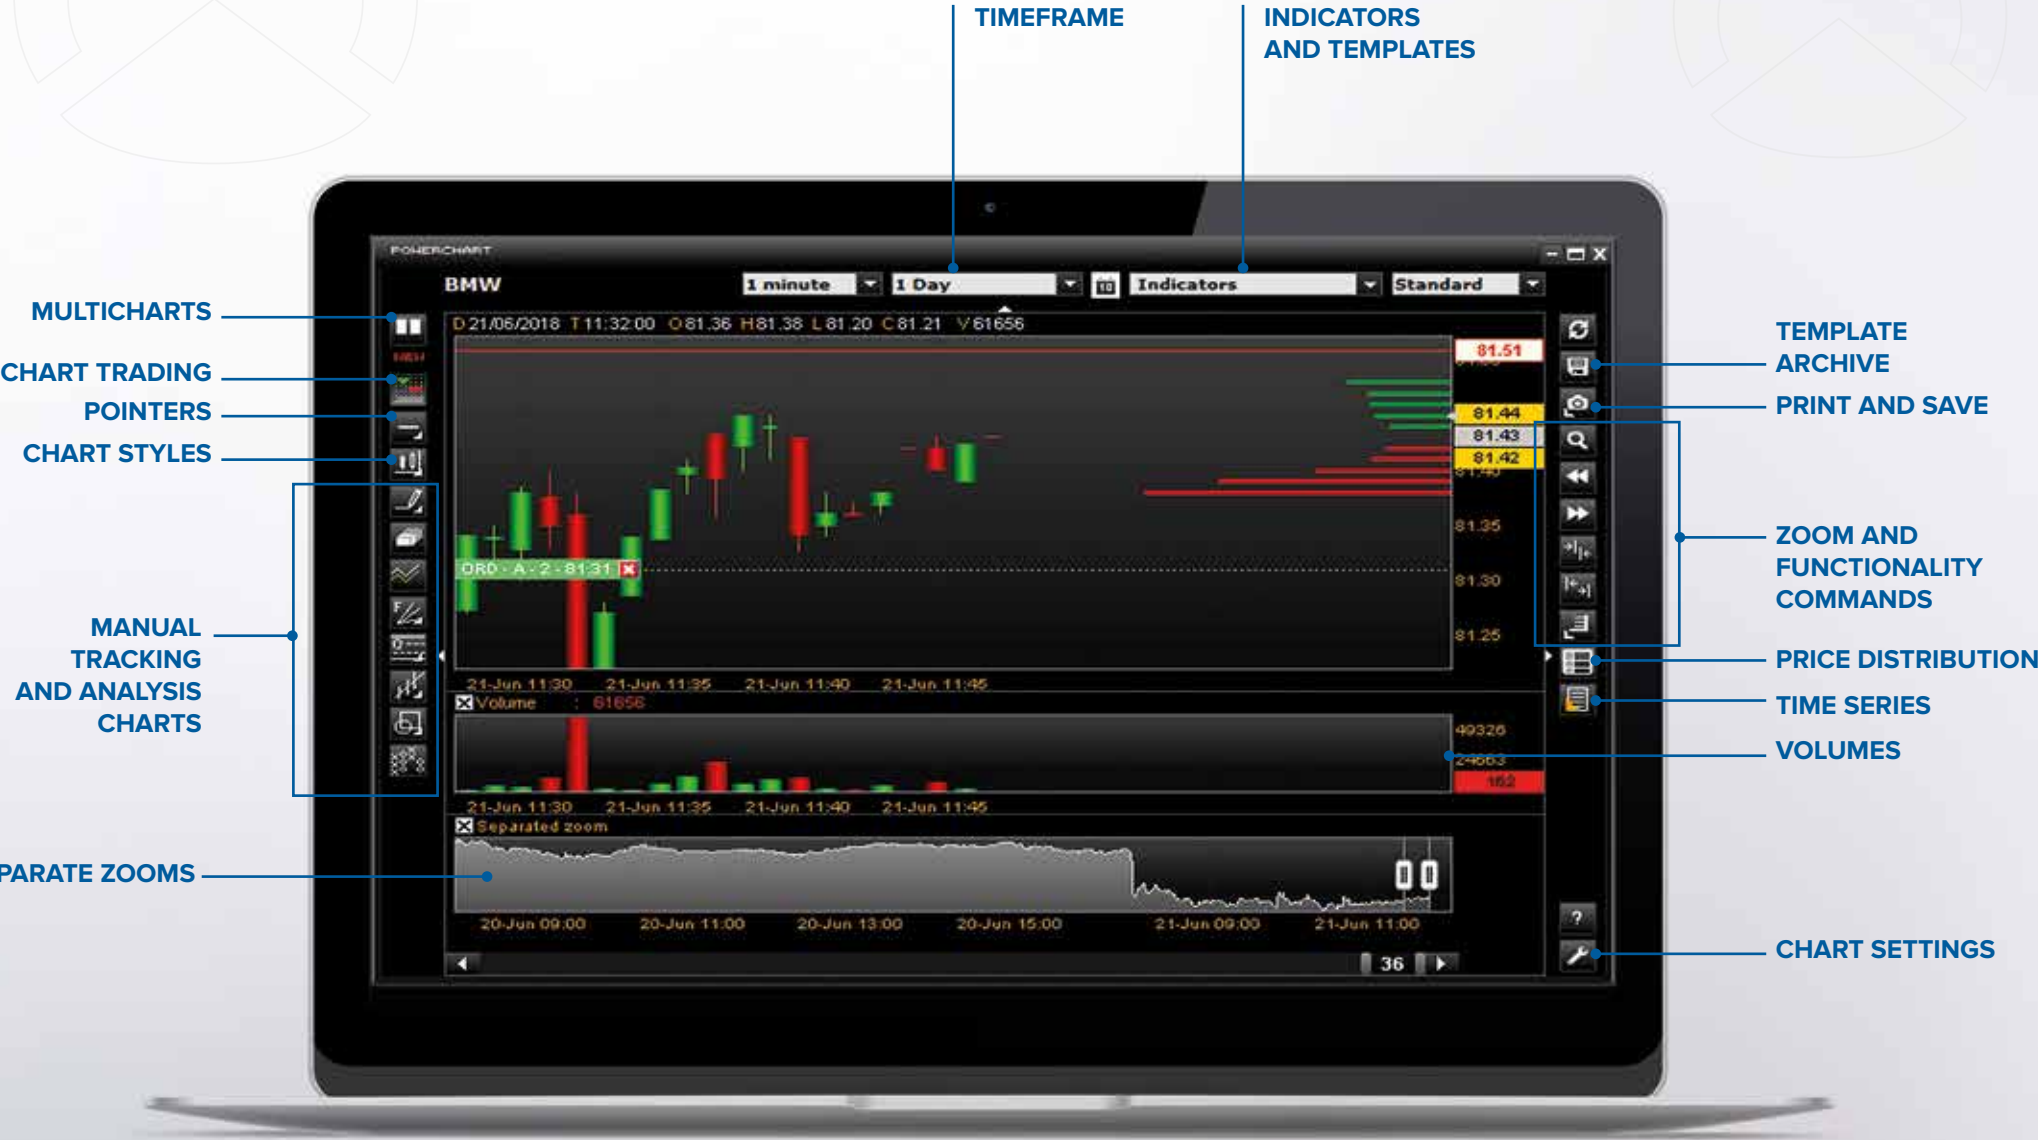 TIMEFRAME
INDICATORS
AND TEMPLATES
POWERCHART
BMW
1 minute
1 Day
10
Indicators
Standard
D 21/06/2018 T 11:32:00 O 81.36 H 81.38 L 81.20 C 81.21 V 61656
MULTICHARTS
NEW
CHART TRADING
POINTERS
CHART STYLES
MANUAL
TRACKING
AND ANALYSIS
CHARTS
PARATE ZOOMS
81.51
81.44
81.43
81.42
81.40
81.35
81.30
81.25
ORD - A - 2 - 81.31
21-Jun 11:30 21-Jun 11:35 21-Jun 11:40 21-Jun 11:45
Volume : 61656
49326
24663
162
21-Jun 11:30 21-Jun 11:35 21-Jun 11:40 21-Jun 11:45
Separated zoom
20-Jun 09:00 20-Jun 11:00 20-Jun 13:00 20-Jun 15:00 21-Jun 09:00 21-Jun 11:00
36
?
TEMPLATE
ARCHIVE
PRINT AND SAVE
ZOOM AND
FUNCTIONALITY
COMMANDS
PRICE DISTRIBUTION
TIME SERIES
VOLUMES
CHART SETTINGS